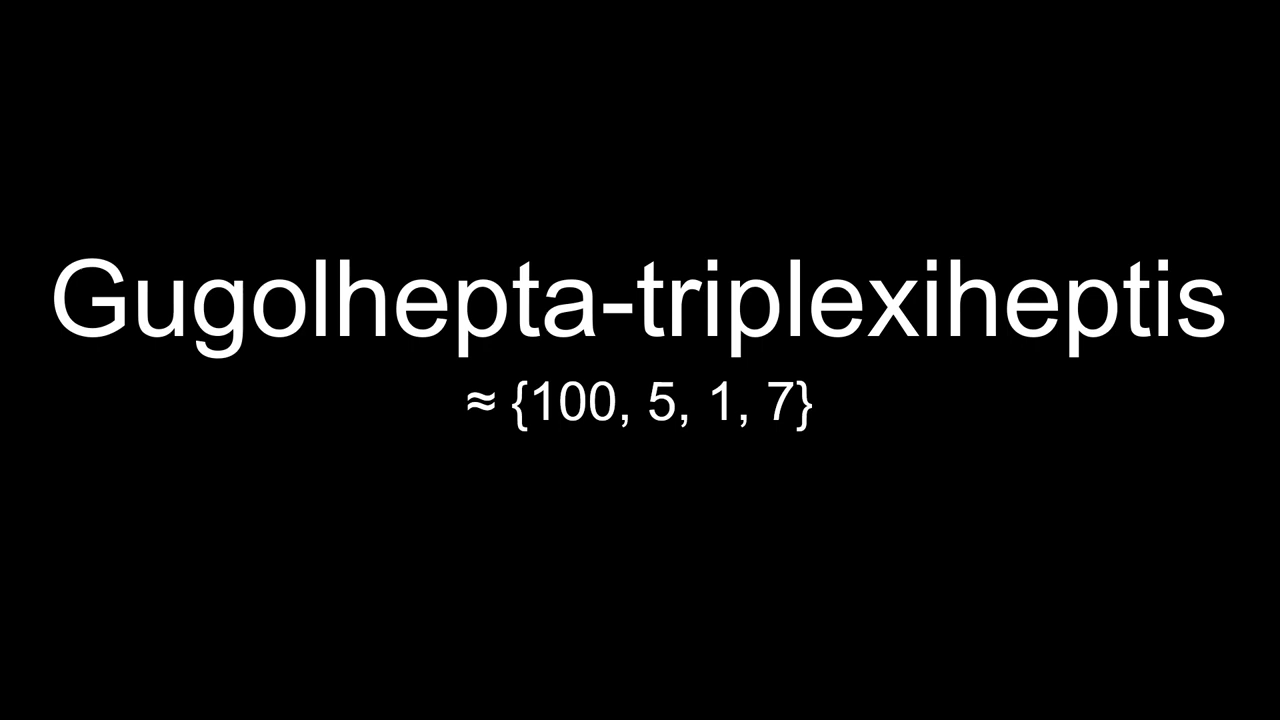 Gugolhepta-triplexiheptis
≈ {100, 5, 1, 7}